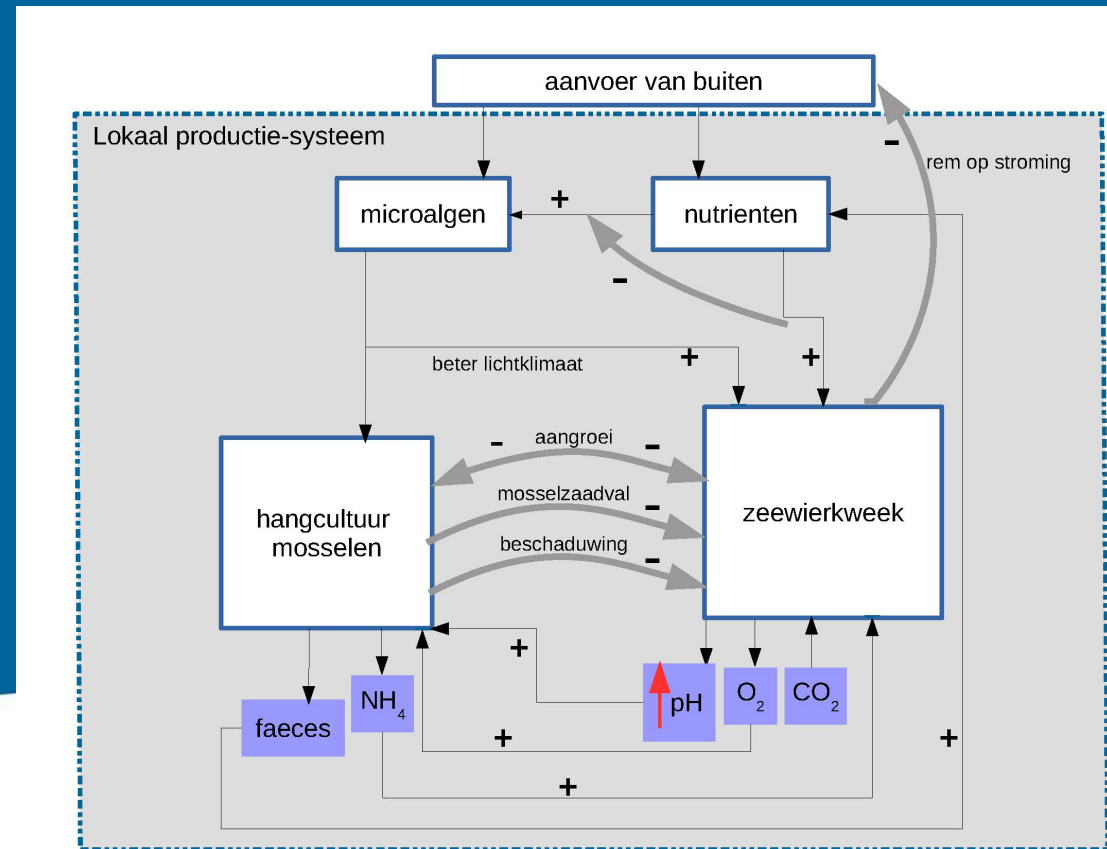 aanvoer van buiten
Lokaal productie-systeem
-
rem op stroming
microalgen
+
nutrienten
-
beter lichtklimaat
+
+
-
aangroei
-
mosselzaadval
-
hangcultuur
mosselen
zeewierkweek
beschaduwing
-
+
faeces
NH4
pH
O2
CO2
+
+
+